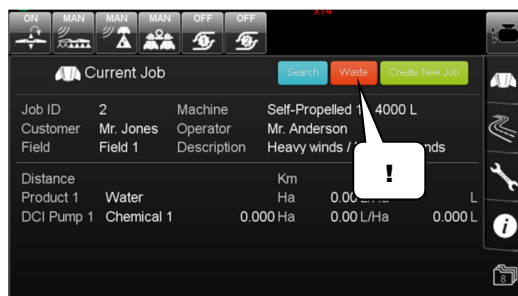 ON MAN MAN MAN OFF OFF
Current Job Search Waste Create New Job
Job ID 2 Machine Self-Propelled 4000 L
Customer Mr. Jones Operator Mr. Anderson
Field Field 1 Description Heavy winds /
!
Distance Km
Product 1 Water Ha 0.00 L
DCI Pump 1 Chemical 1 0.000 Ha 0.00 L/Ha 0.000 L
i
8